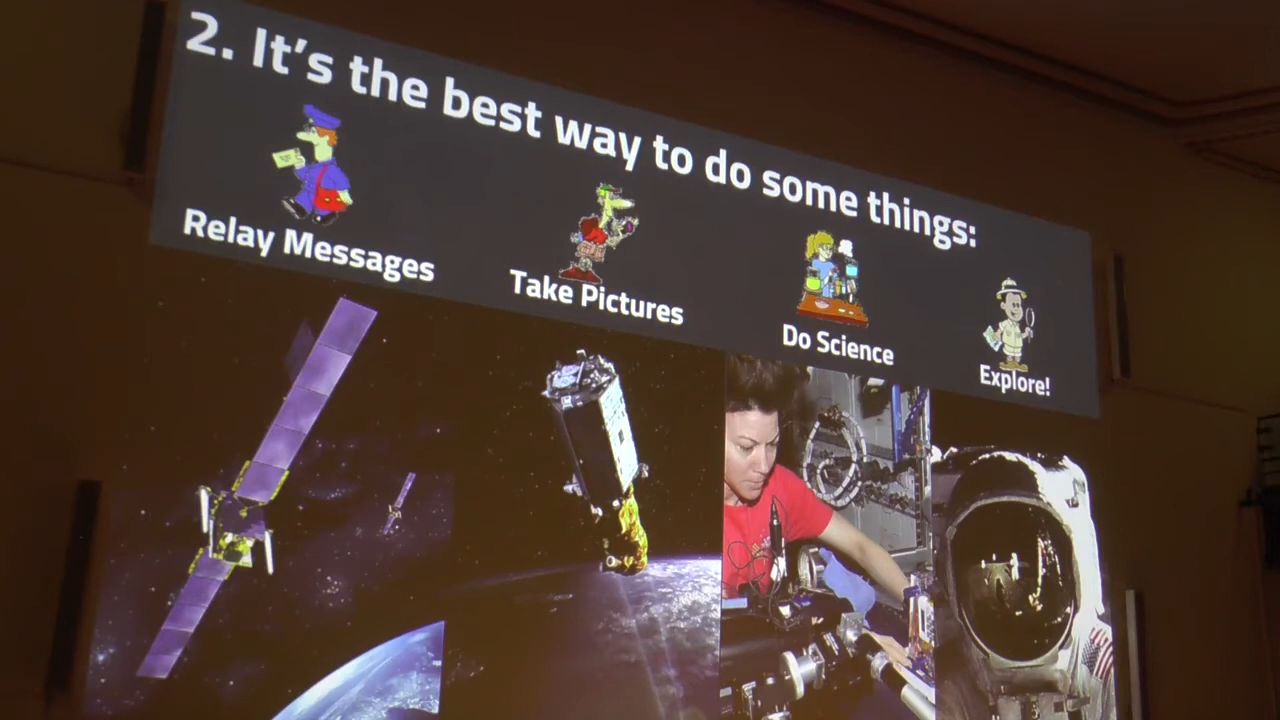 2. It's the best way to do some things:
Relay Messages
Take Pictures
Do Science
Explore!